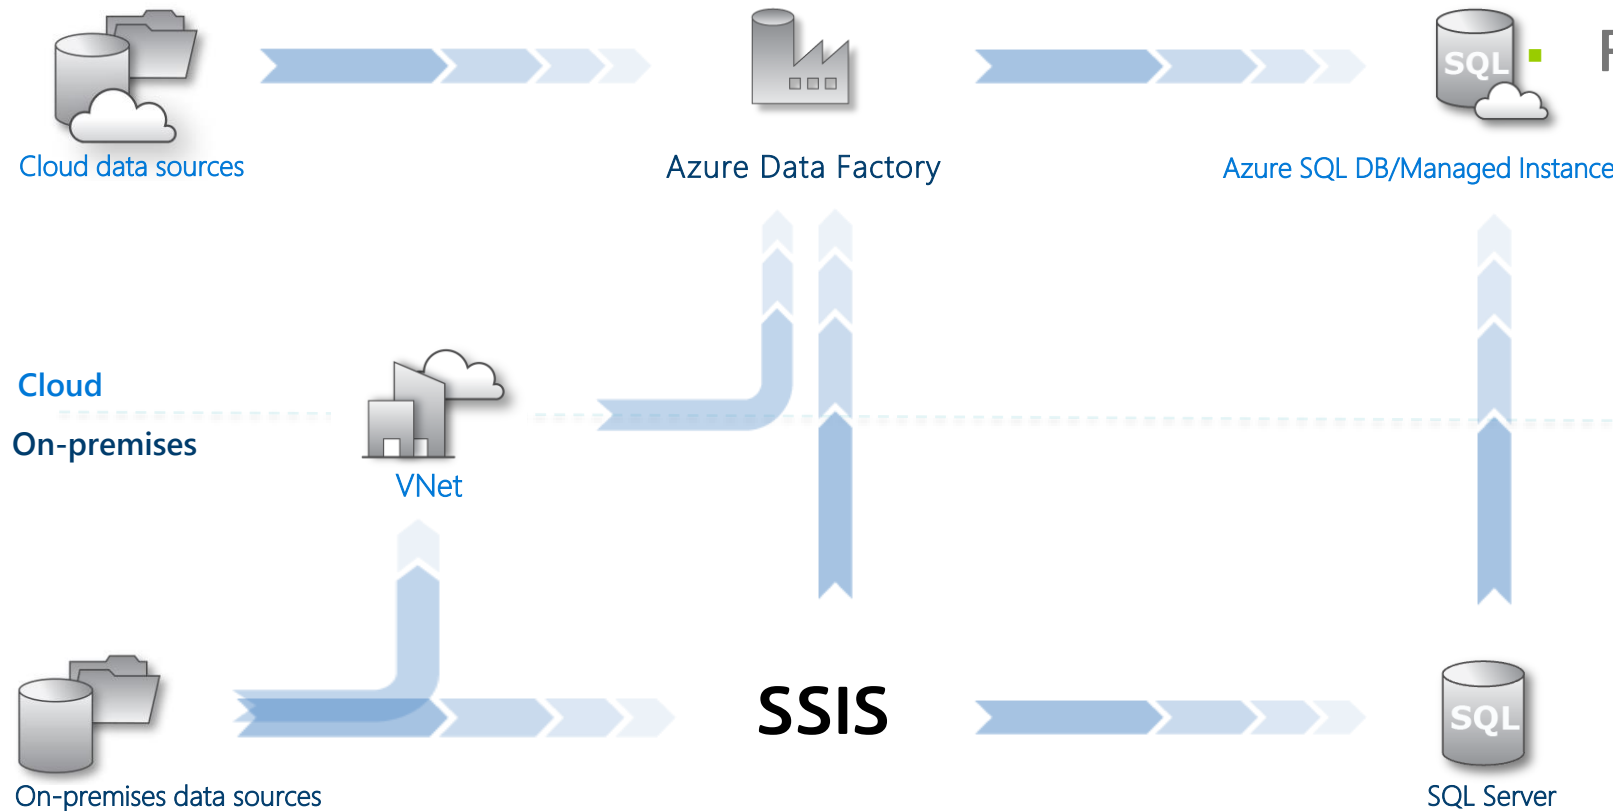 SQL
Cloud data sources
Azure Data Factory
Azure SQL DB/Managed Instance
Cloud
On-premises
VNet
SSIS
SQL
On-premises data sources
SQL Server